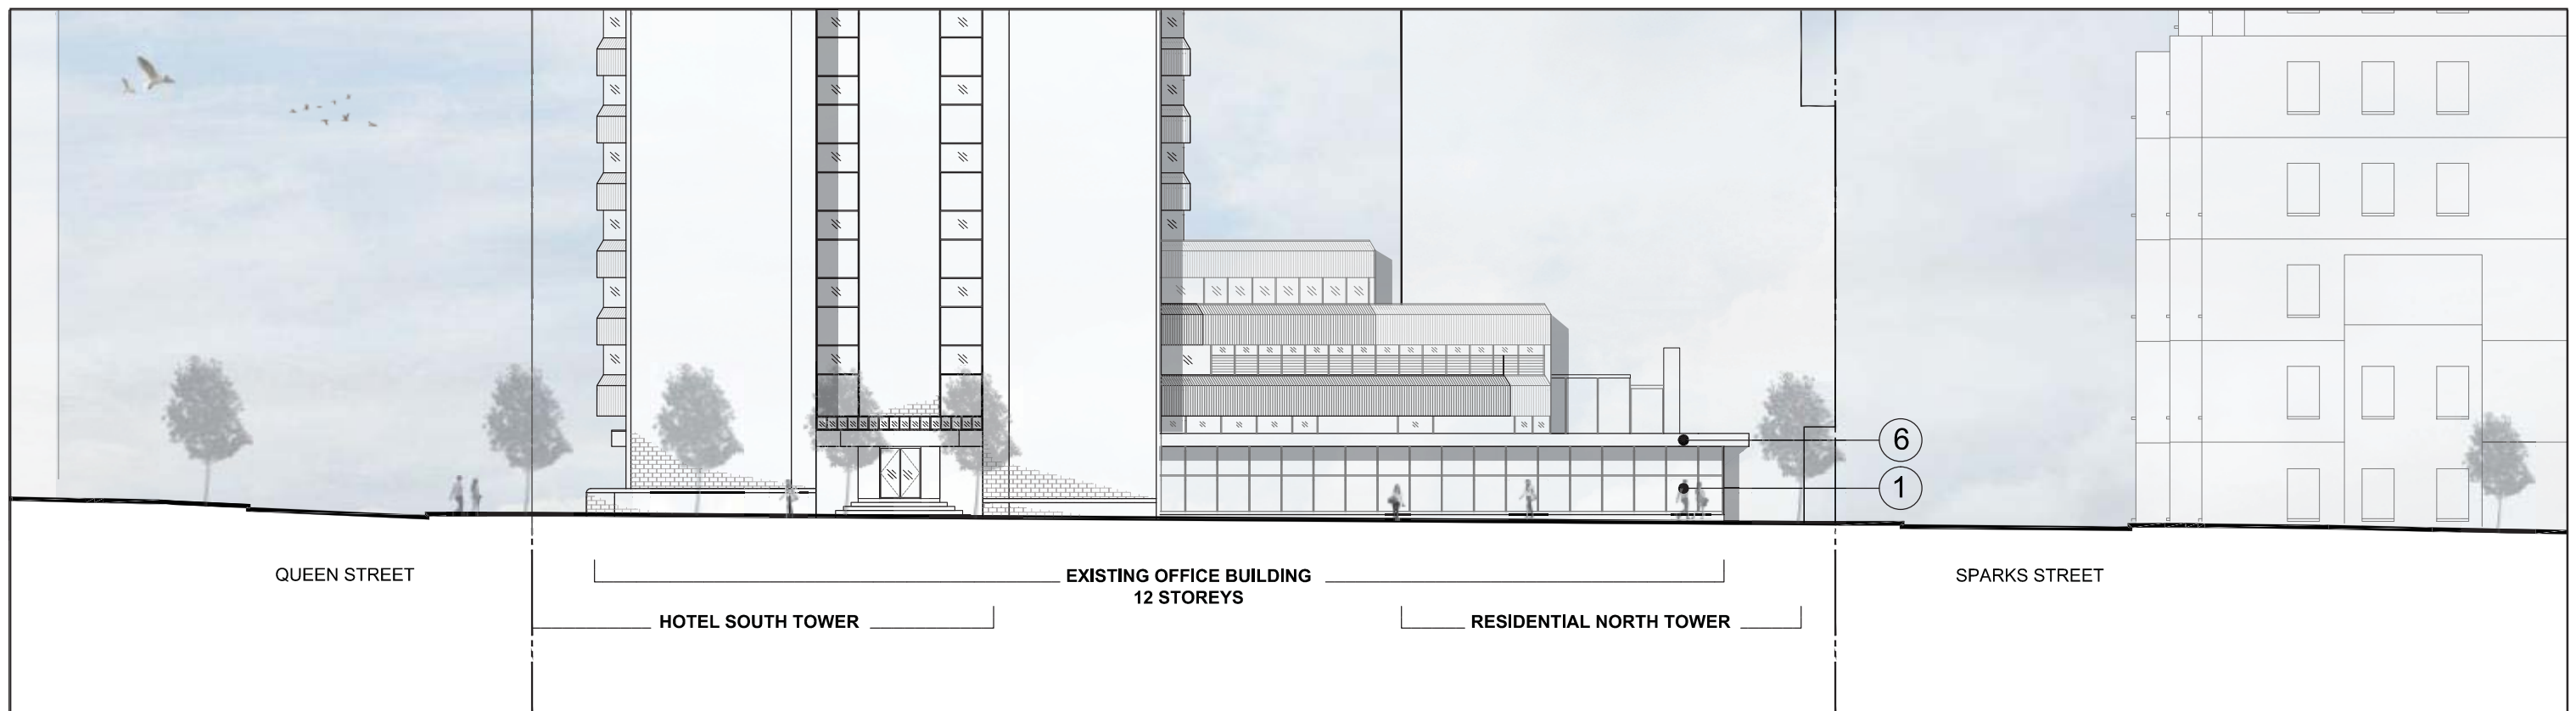 6
1
QUEEN STREET
EXISTING OFFICE BUILDING
12 STOREYS
SPARKS STREET
HOTEL SOUTH TOWER
RESIDENTIAL NORTH TOWER